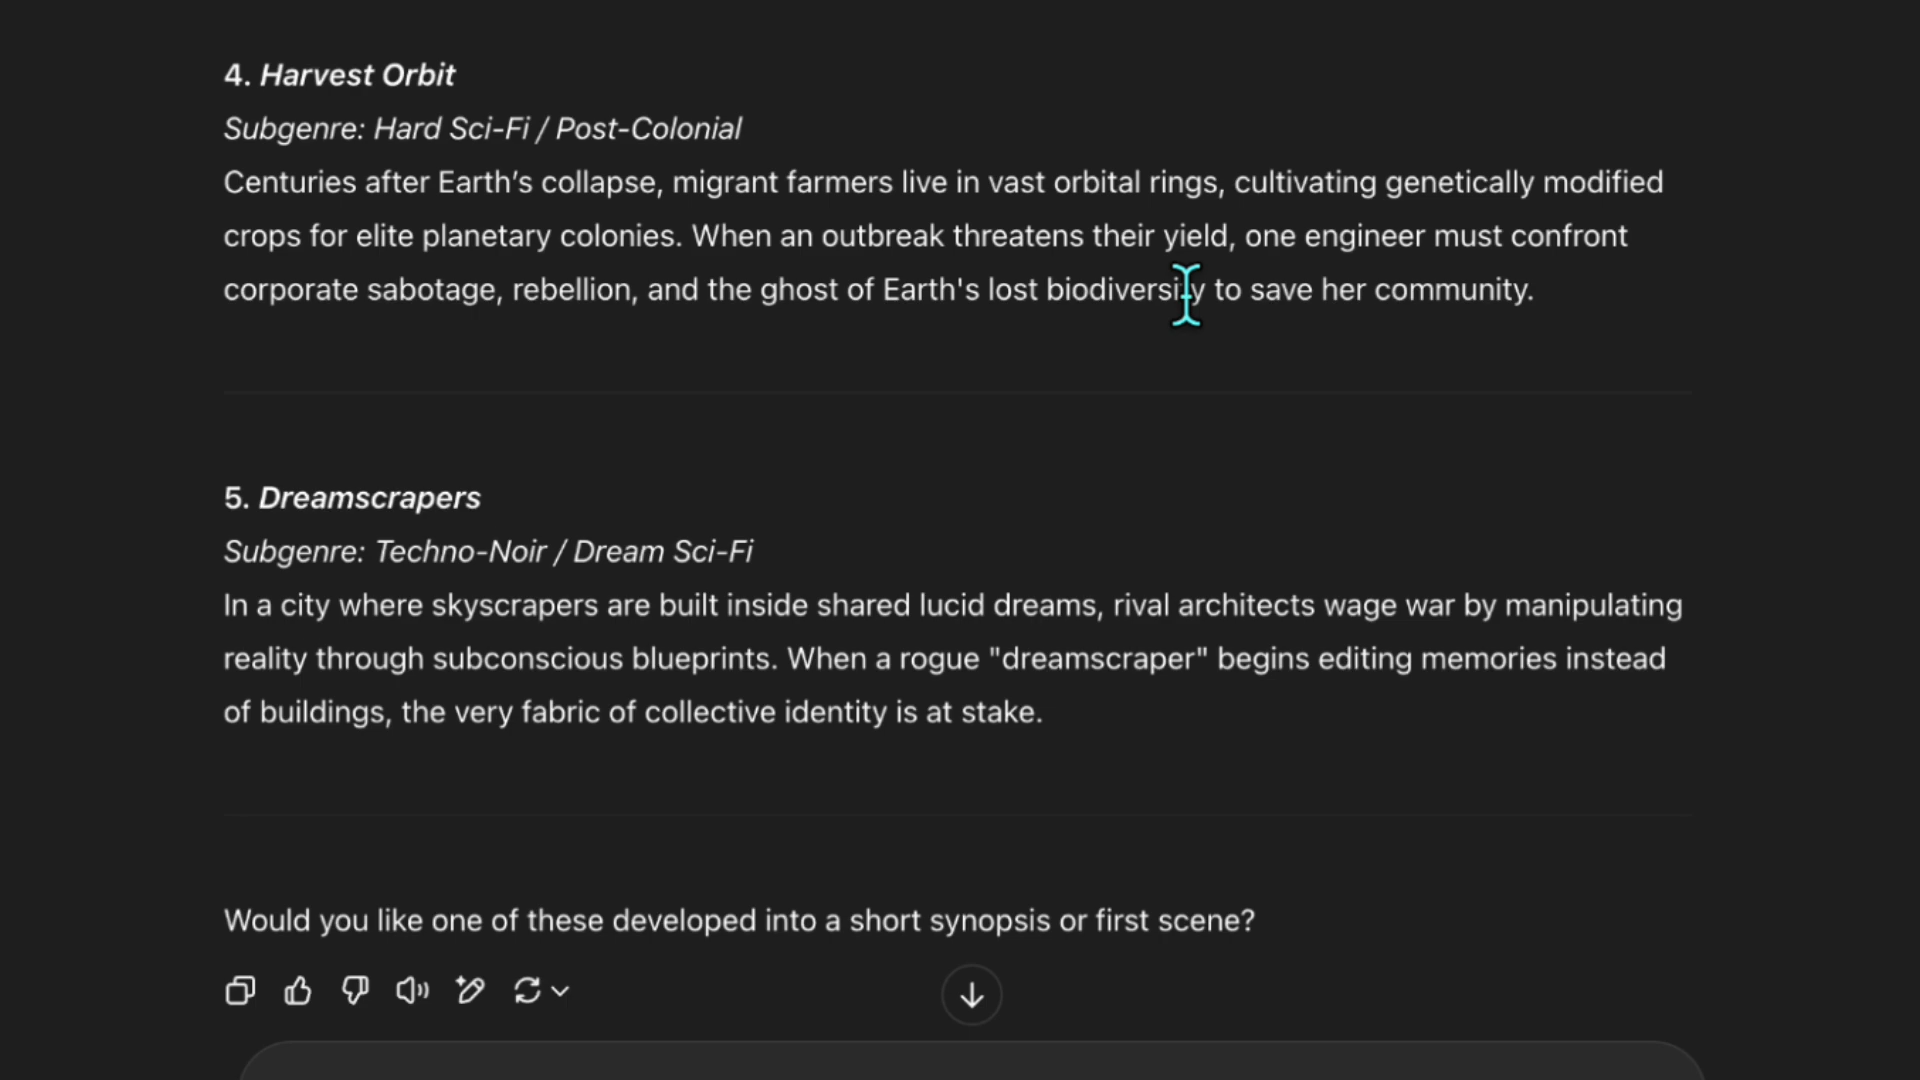 4. Harvest Orbit
Subgenre: Hard Sci-Fi / Post-Colonial
Centuries after Earth’s collapse, migrant farmers live in vast orbital rings, cultivating genetically modified
crops for elite planetary colonies. When an outbreak threatens their yield, one engineer must confront
corporate sabotage, rebellion, and the ghost of Earth's lost biodiversity to save her community.
5. Dreamscrapers
Subgenre: Techno-Noir / Dream Sci-Fi
In a city where skyscrapers are built inside shared lucid dreams, rival architects wage war by manipulating
reality through subconscious blueprints. When a rogue "dreamscraper" begins editing memories instead
of buildings, the very fabric of collective identity is at stake.
Would you like one of these developed into a short synopsis or first scene?